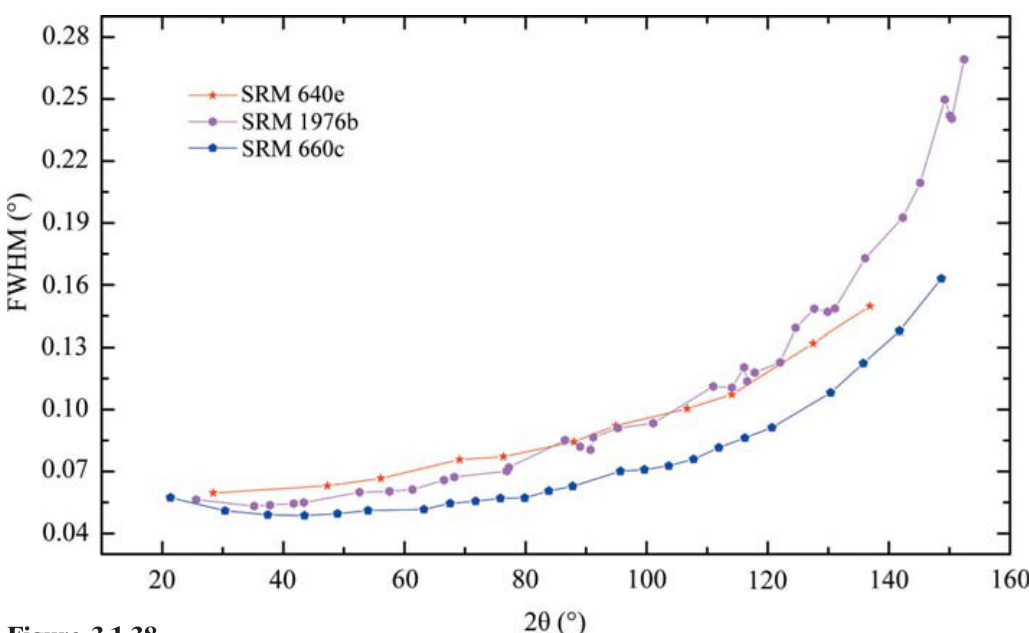 0.28
0.25
0.22
0.19
0.16
0.13
0.10
0.07
0.04
FWHM (°)
SRM 640e
SRM 1976b
SRM 660c
20 40 60 80 100 120 140 160
2θ (°)
Figure 3.1.38